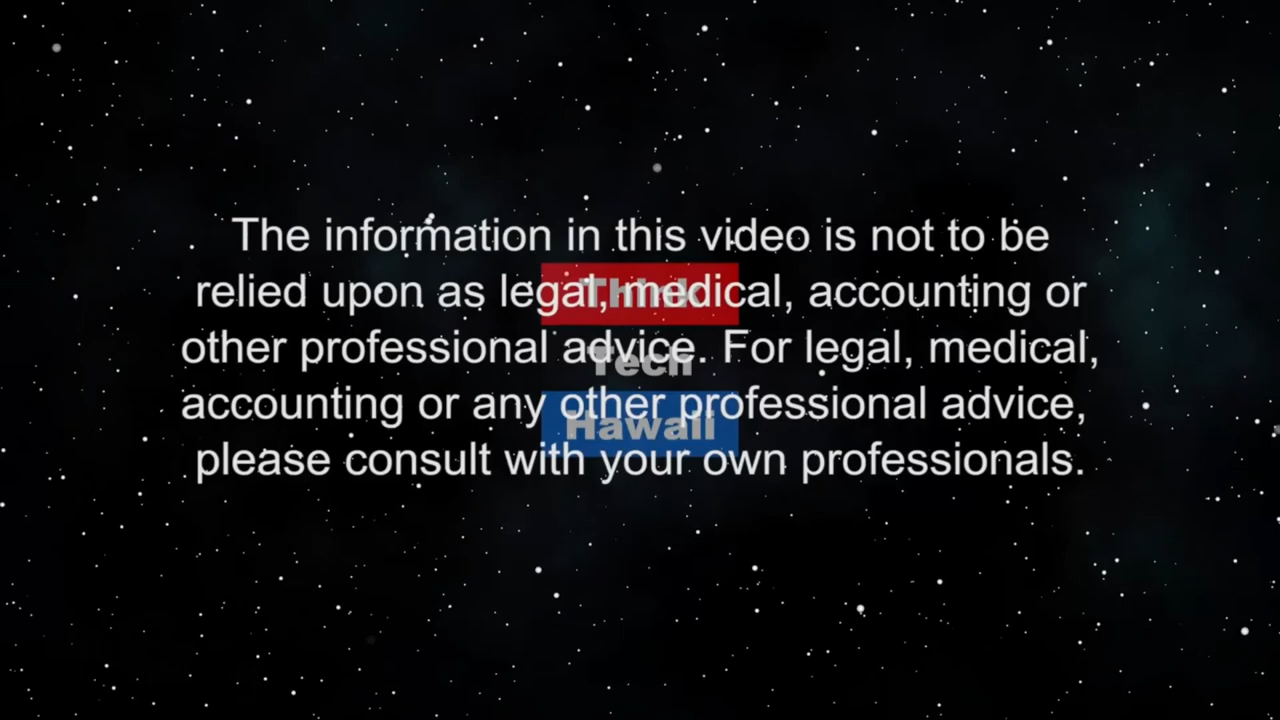 The information in this video is not to be
relied upon as legal, medical, accounting or
other professional advice. For legal, medical,
accounting or any other professional advice,
please consult with your own professionals.
Think
Tech
Hawaii